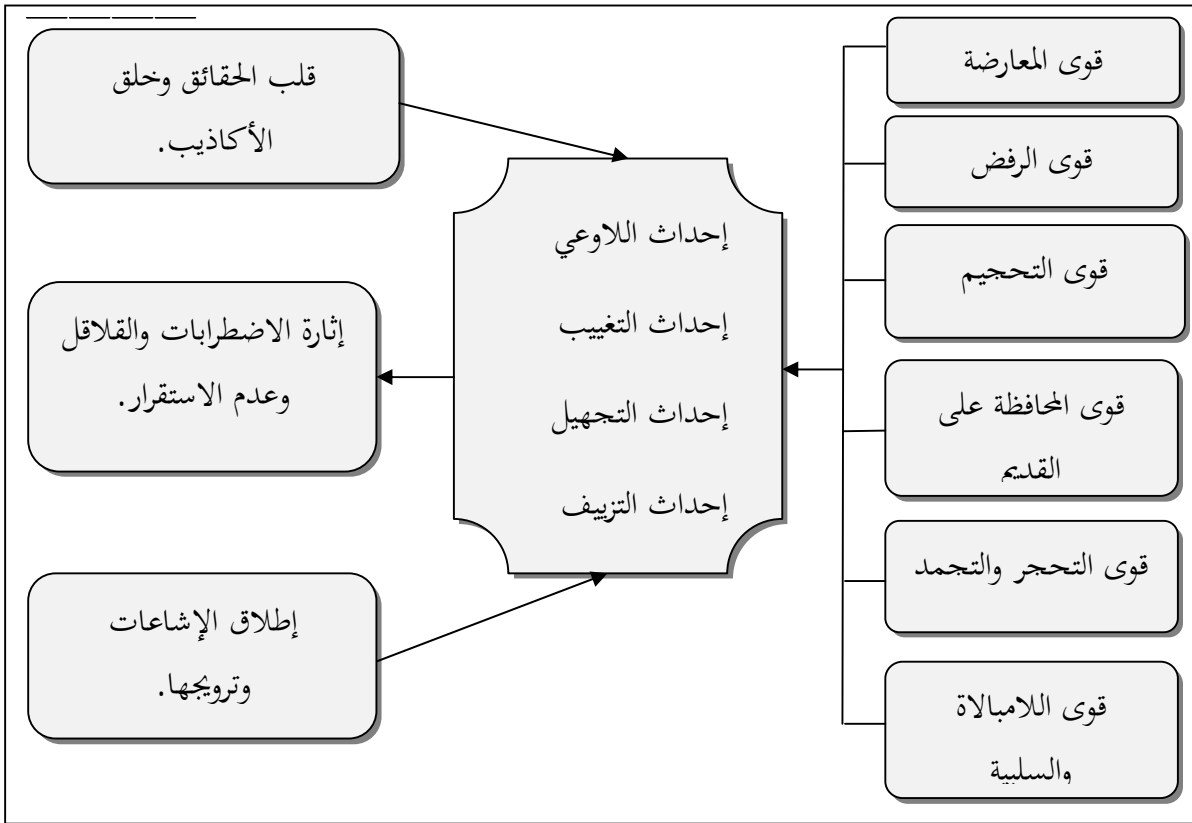 قوى المعارضة
قوى الرفض
قوى التحجيم
قوى المحافظة على
القديم
قوى التحجر والتجمد
قوى اللامبالاة
والسلبية
إحداث اللاوعي
إحداث التغييب
إحداث التجهيل
إحداث التزييف
قلب الحقائق وخلق
الأكاذيب.
إثارة الاضطرابات والقلاقل
وعدم الاستقرار.
إطلاق الإشاعات
وترويجها.